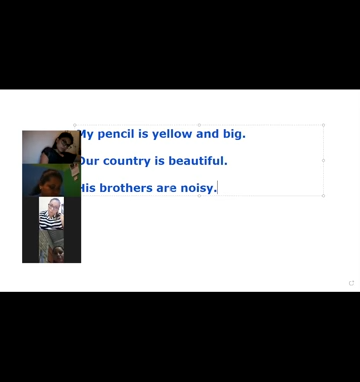 My pencil is yellow and big.
Our country is beautiful.
His brothers are noisy.